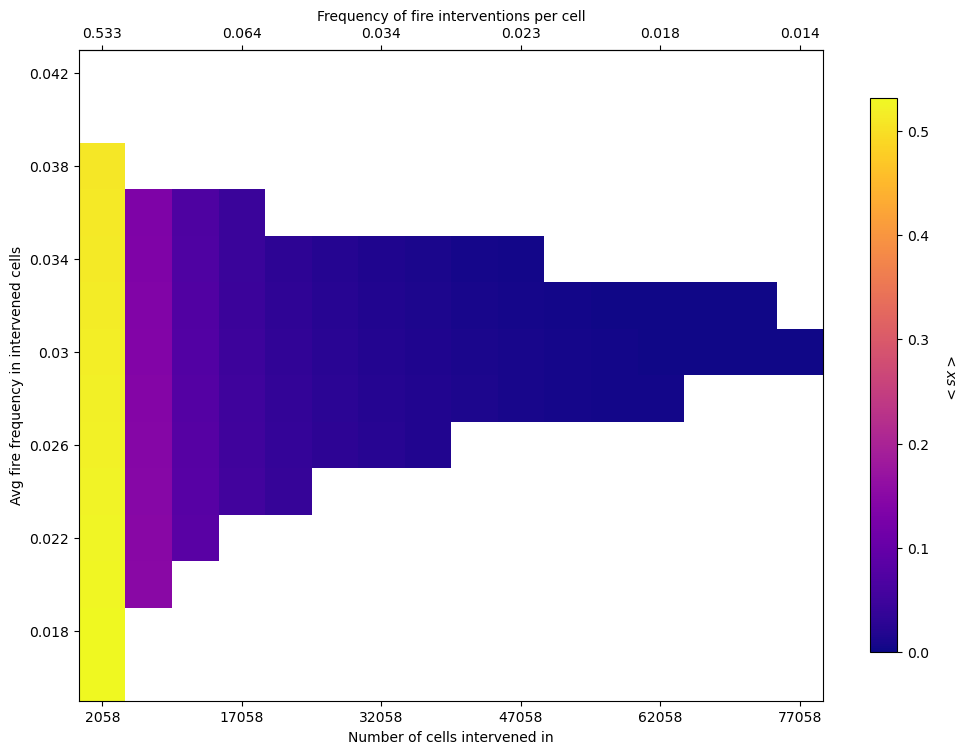 Frequency of fire interventions per cell
0.533 0.064 0.034 0.023 0.018 0.014
Avg fire frequency in intervened cells
0.042
0.038
0.034
0.03
0.026
0.022
0.018
2058 17058 32058 47058 62058 77058
Number of cells intervened in
0.5
0.4
0.3
0.2
0.1
0.0
< sx >